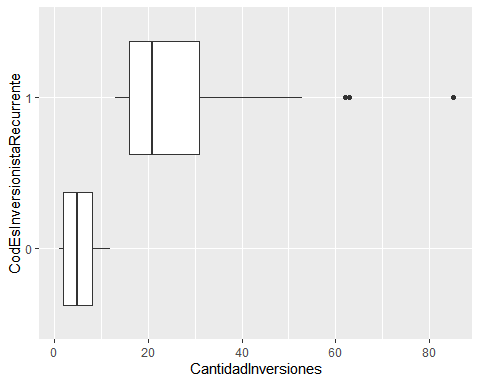 CodEsInversionistaRecurrente
1
0
0 20 40 60 80
CantidadInversiones